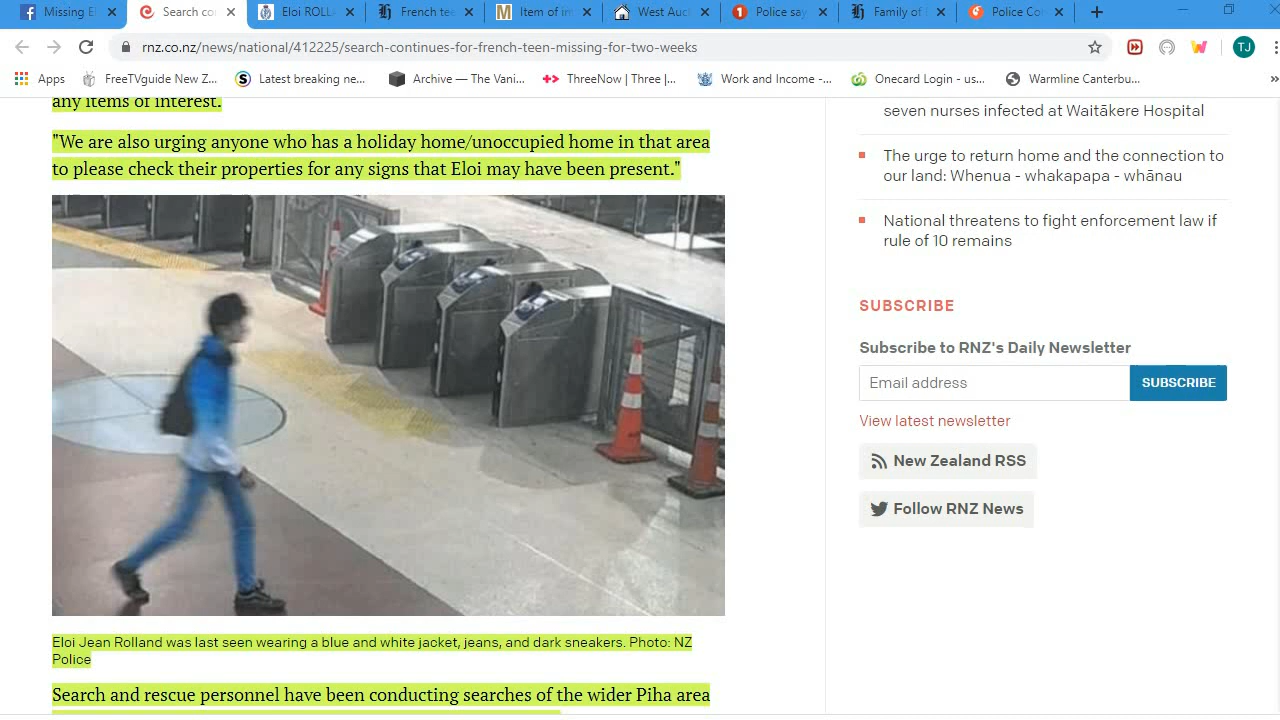 Missing E
Search co
Eloi ROLL
French tee
Item of in
West Auc
Police say
Family of E
Police Con
rnz.co.nz/news/national/412225/search-continues-for-french-teen-missing-for-two-weeks
TJ
Apps
FreeTVguide New Z...
Latest breaking ne...
Archive — The Vani...
ThreeNow | Three |...
Work and Income -...
Onecard Login - us...
Warmline Canterbu...
any items of interest.
"We are also urging anyone who has a holiday home/unoccupied home in that area
to please check their properties for any signs that Eloi may have been present."
Eloi Jean Rolland was last seen wearing a blue and white jacket, jeans, and dark sneakers. Photo: NZ
Police
Search and rescue personnel have been conducting searches of the wider Piha area
seven nurses infected at Waitākere Hospital
The urge to return home and the connection to
our land: Whenua - whakapapa - whānau
National threatens to fight enforcement law if
rule of 10 remains
SUBSCRIBE
Subscribe to RNZ's Daily Newsletter
Email address
SUBSCRIBE
View latest newsletter
New Zealand RSS
Follow RNZ News